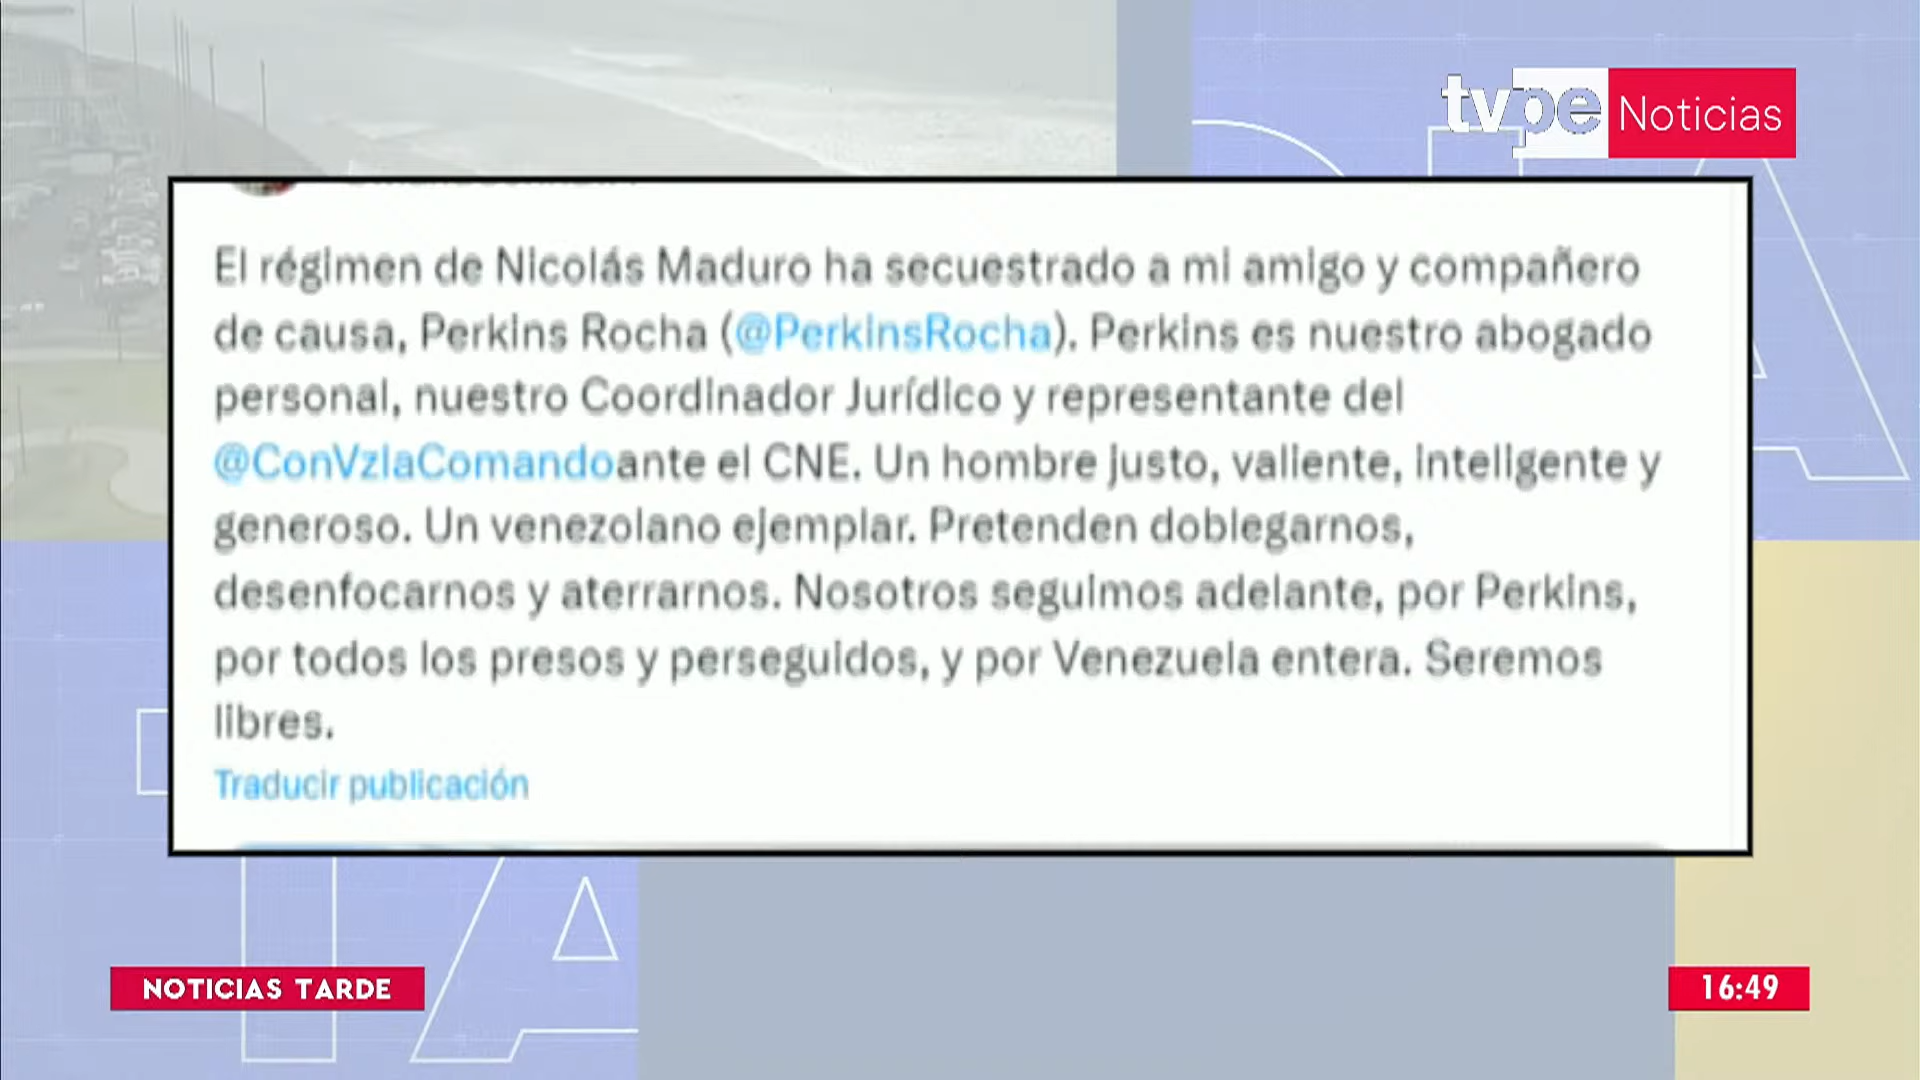 tvpe Noticias
El régimen de Nicolás Maduro ha secuestrado a mi amigo y compañero
de causa, Perkins Rocha (@PerkinsRocha). Perkins es nuestro abogado
personal, nuestro Coordinador Jurídico y representante del
@ConVzlaComandoante el CNE. Un hombre justo, valiente, inteligente y
generoso. Un venezolano ejemplar. Pretenden doblegarnos,
desenfocarnos y aterrarnos. Nosotros seguimos adelante, por Perkins,
por todos los presos y perseguidos, y por Venezuela entera. Seremos
libres.
Traducir publicación
NOTICIAS TARDE
16:49